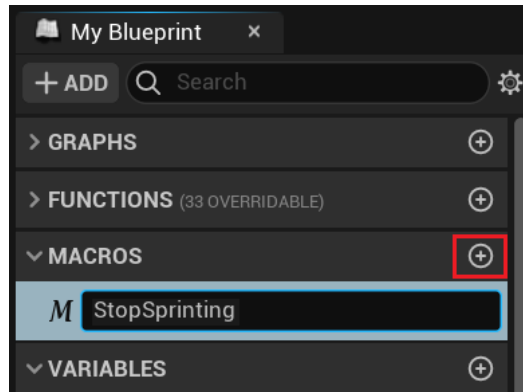 My Blueprint ×
+ ADD Search
> GRAPHS
> FUNCTIONS (33 OVERRIDABLE)
MACROS
M StopSprinting
VARIABLES